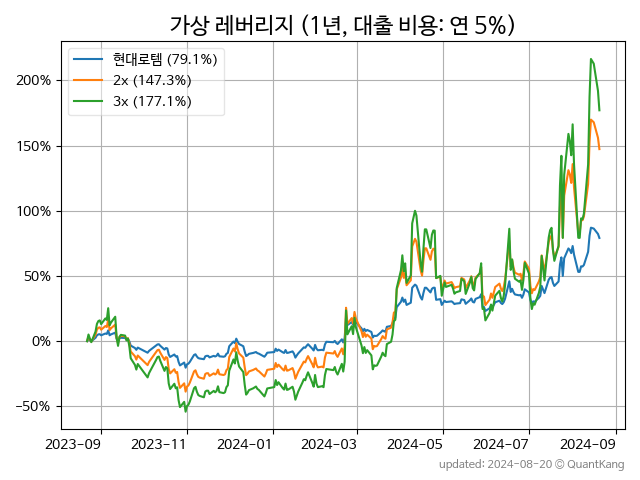 가상 레버리지 (1년, 대출 비용: 연 5%)
현대로템 (79.1%)
2x (147.3%)
3x (177.1%)
200%
150%
100%
50%
0%
−50%
2023-09 2023-11 2024-01 2024-03 2024-05 2024-07 2024-09
updated: 2024-08-20 © QuantKang